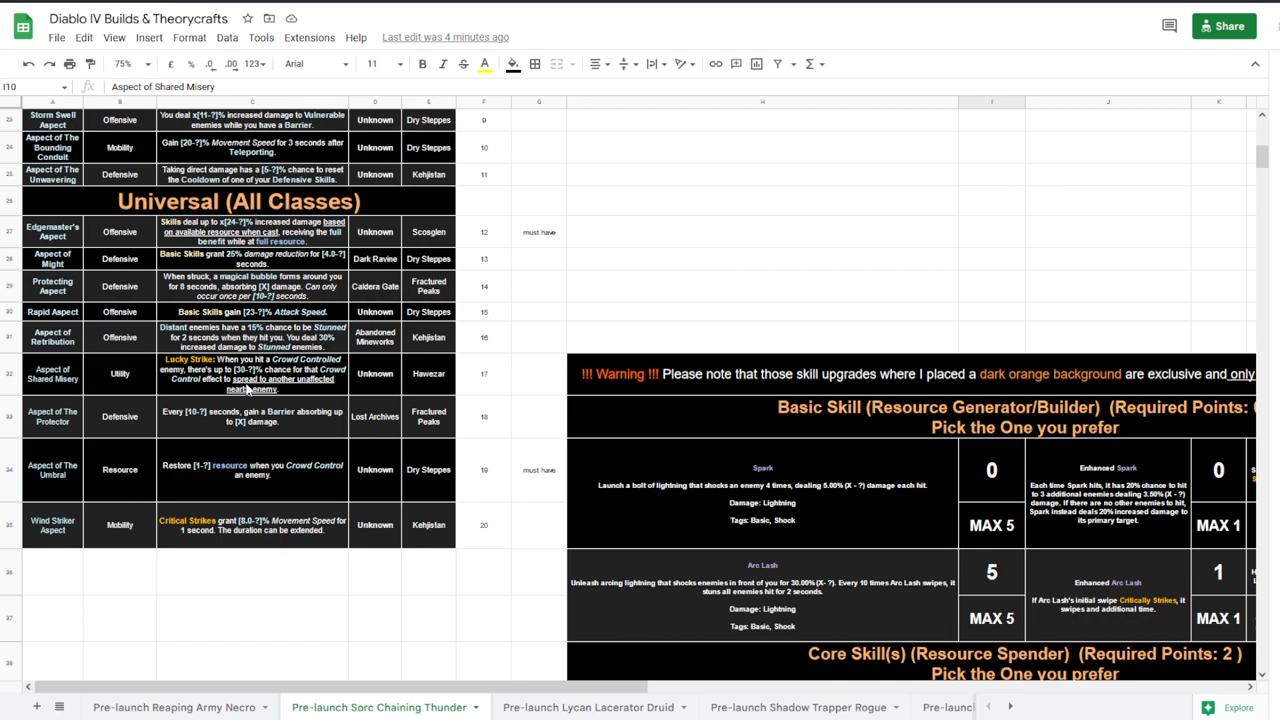 Diablo IV Builds & Theorycrafts
File Edit View Insert Format Data Tools Extensions Help Last edit was 4 minutes ago
Share
75% £ % .0 .00 123 Arial 11
I10 fx Aspect of Shared Misery
A B C D E F G H I J K
23 Storm Swell Aspect Offensive You deal x[11-?]% increased damage to Vulnerable enemies while you have a Barrier. Unknown Dry Steppes 9
24 Aspect of The Bounding Conduit Mobility Gain [20-?]% Movement Speed for 3 seconds after Teleporting. Unknown Dry Steppes 10
25 Aspect of The Unwavering Defensive Taking direct damage has a [5-?]% chance to reset the Cooldown of one of your Defensive Skills. Unknown Kehjistan 11
26 Universal (All Classes)
27 Edgemaster's Aspect Offensive Skills deal up to x[24-?]% increased damage based on available resource when cast, receiving the full benefit while at full resource. Unknown Scosglen 12 must have
28 Aspect of Might Defensive Basic Skills grant 25% damage reduction for [4.0-?] seconds. Dark Ravine Dry Steppes 13
29 Protecting Aspect Defensive When struck, a magical bubble forms around you for 8 seconds, absorbing [X] damage. Can only occur once per [10-?] seconds. Caldera Gate Fractured Peaks 14
30 Rapid Aspect Offensive Basic Skills gain [23-?]% Attack Speed. Unknown Dry Steppes 15
31 Aspect of Retribution Offensive Distant enemies have a 15% chance to be Stunned for 2 seconds when they hit you. You deal 30% increased damage to Stunned enemies. Abandoned Mineworks Kehjistan 16
32 Aspect of Shared Misery Utility Lucky Strike: When you hit a Crowd Controlled enemy, there's up to [30-?]% chance for that Crowd Control effect to spread to another unaffected nearby enemy. Unknown Hawezar 17
33 Aspect of The Protector Defensive Every [10-?] seconds, gain a Barrier absorbing up to [X] damage. Lost Archives Fractured Peaks 18
34 Aspect of The Umbral Resource Restore [1-?] resource when you Crowd Control an enemy. Unknown Dry Steppes 19 must have
35 Wind Striker Aspect Mobility Critical Strikes grant [8.0-?]% Movement Speed for 1 second. The duration can be extended. Unknown Kehjistan 20
36
37
38
!!! Warning !!! Please note that those skill upgrades where I placed a dark orange background are exclusive and only
Basic Skill (Resource Generator/Builder) (Required Points:
Pick the One you prefer
Spark
Launch a bolt of lightning that shocks an enemy 4 times, dealing 5.00% (X - ?) damage each hit.
Damage: Lightning
Tags: Basic, Shock
0
MAX 5
Enhanced Spark
Each time Spark hits, it has 20% chance to hit to 3 additional enemies dealing 3.50% (X - ?) damage. If there are no other enemies to hit, Spark instead deals 20% increased damage to its primary target.
0
MAX 1
Arc Lash
Unleash arcing lightning that shocks enemies in front of you for 30.00% (X- ?). Every 10 times Arc Lash swipes, it stuns all enemies hit for 2 seconds.
Damage: Lightning
Tags: Basic, Shock
5
MAX 5
Enhanced Arc Lash
If Arc Lash's initial swipe Critically Strikes, it swipes and additional time.
1
MAX 1
Core Skill(s) (Resource Spender) (Required Points: 2 )
Pick the One you prefer
Pre-launch Reaping Army Necro Pre-launch Sorc Chaining Thunder Pre-launch Lycan Lacerator Druid Pre-launch Shadow Trapper Rogue Pre-launch Explore